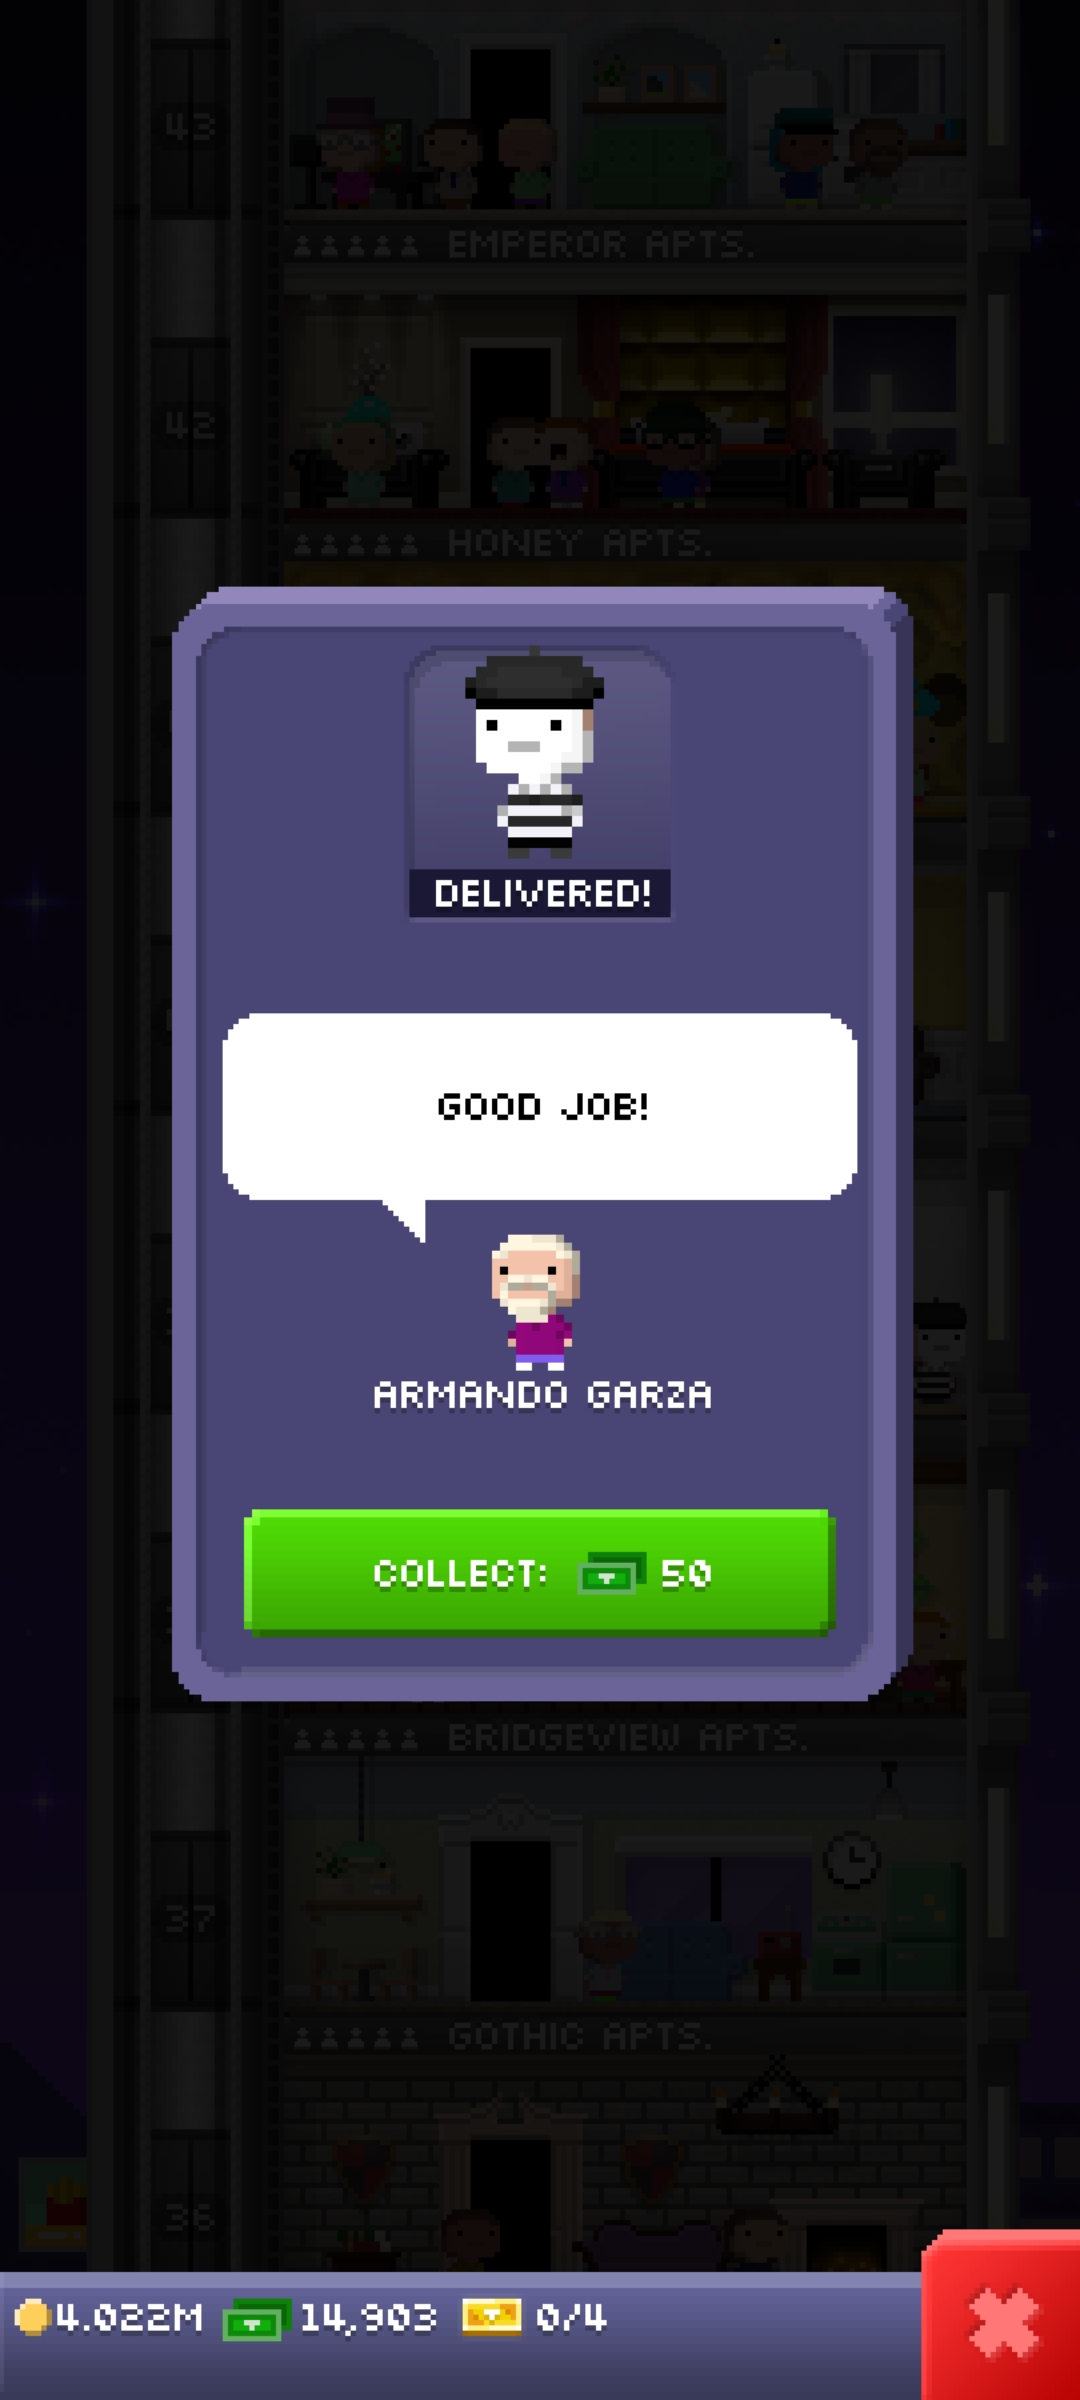 43
EMPEROR APTS.
42
HONEY APTS.
DELIVERED!
GOOD JOB!
ARMANDO GARZA
COLLECT: 50
BRIDGEVIEW APTS.
37
GOTHIC APTS.
36
4.022M 14,903 0/4